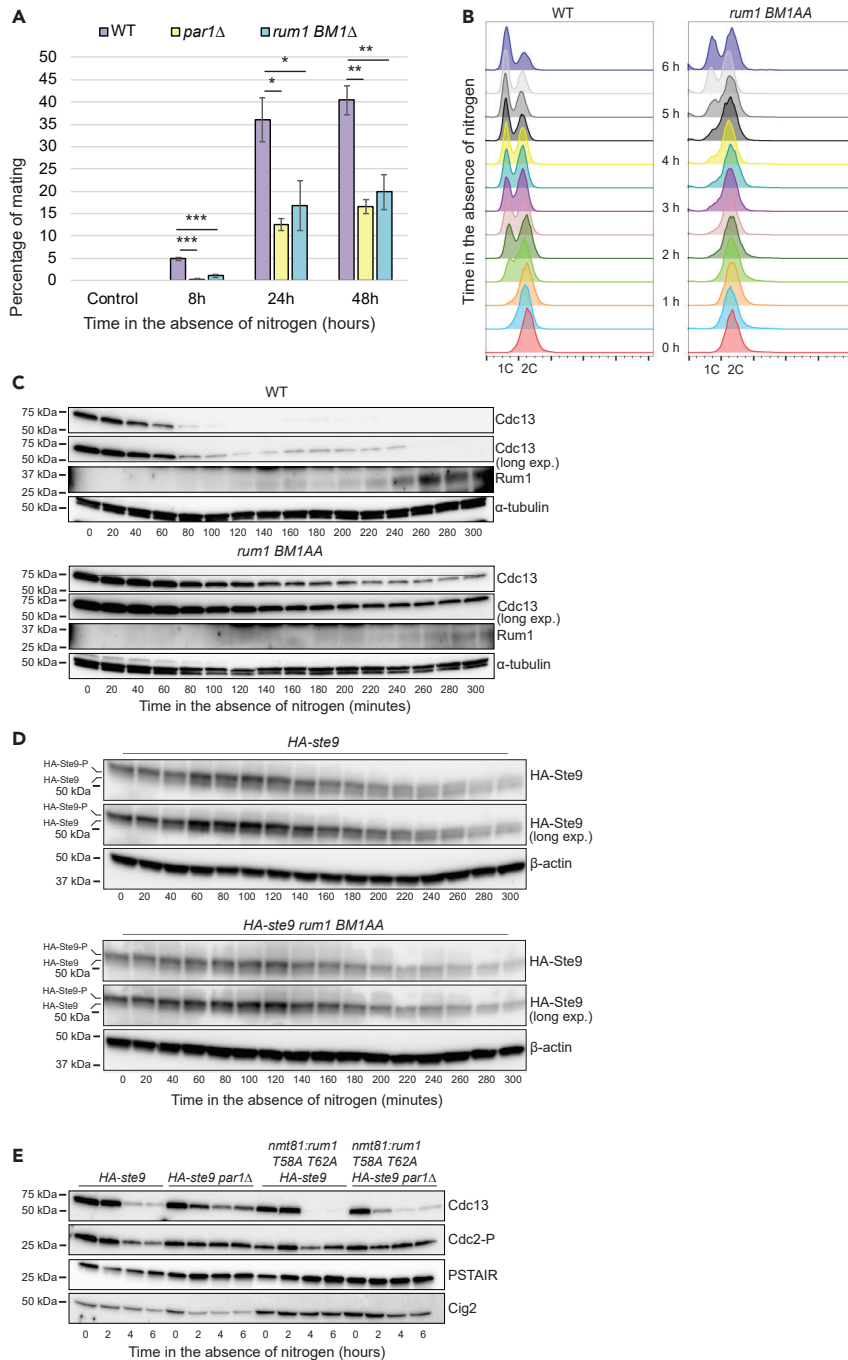 A
WT
par1Δ
rum1 BM1Δ
Percentage of mating
50
45
40
35
30
25
20
15
10
5
0
***
***
*
*
**
**
Control
8h
24h
48h
Time in the absence of nitrogen (hours)
B
WT
rum1 BM1AA
Time in the absence of nitrogen
6 h
5 h
4 h
3 h
2 h
1 h
0 h
1C 2C
1C 2C
C
WT
75 kDa
50 kDa
Cdc13
75 kDa
50 kDa
Cdc13
(long exp.)
37 kDa
25 kDa
Rum1
50 kDa
α-tubulin
0 20 40 60 80 100 120 140 160 180 200 220 240 260 280 300
rum1 BM1AA
75 kDa
50 kDa
Cdc13
75 kDa
50 kDa
Cdc13
(long exp.)
37 kDa
25 kDa
Rum1
50 kDa
α-tubulin
0 20 40 60 80 100 120 140 160 180 200 220 240 260 280 300
Time in the absence of nitrogen (minutes)
D
HA-ste9
HA-Ste9-P
HA-Ste9
50 kDa
HA-Ste9
HA-Ste9-P
HA-Ste9
50 kDa
HA-Ste9
(long exp.)
50 kDa
37 kDa
β-actin
0 20 40 60 80 100 120 140 160 180 200 220 240 260 280 300
HA-ste9 rum1 BM1AA
HA-Ste9-P
HA-Ste9
50 kDa
HA-Ste9
HA-Ste9-P
HA-Ste9
50 kDa
HA-Ste9
(long exp.)
50 kDa
37 kDa
β-actin
0 20 40 60 80 100 120 140 160 180 200 220 240 260 280 300
Time in the absence of nitrogen (minutes)
E
HA-ste9
HA-ste9 par1Δ
nmt81:rum1
T58A T62A
HA-ste9
nmt81:rum1
T58A T62A
HA-ste9 par1Δ
75 kDa
50 kDa
Cdc13
25 kDa
Cdc2-P
25 kDa
PSTAIR
50 kDa
Cig2
0 2 4 6 0 2 4 6 0 2 4 6 0 2 4 6
Time in the absence of nitrogen (hours)